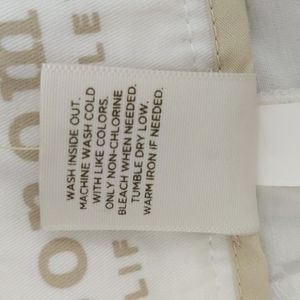 WASH INSIDE OUT.
MACHINE WASH COLD
WITH LIKE COLORS.
ONLY NON-CHLORINE
BLEACH WHEN NEEDED.
TUMBLE DRY LOW.
WARM IRON IF NEEDED.